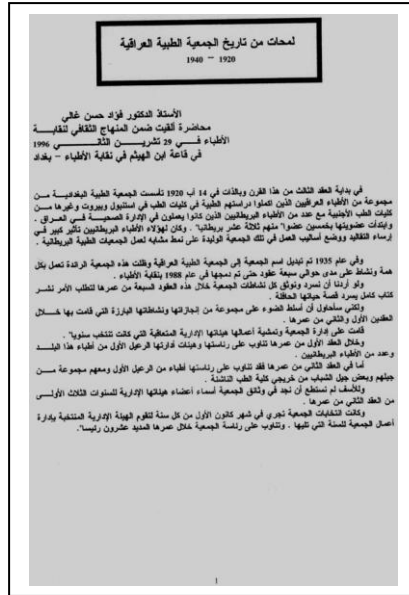 لمحات من تاريخ الجمعية الطبية العراقية
1920 – 1940
الأستاذ الدكتور فؤاد حسن غالي
محاضرة ألقيت ضمن المنهاج الثقافي لنقابة
الأطباء في 29 تشرين الثاني 1996
في قاعة ابن الهيثم في نقابة الأطباء – بغداد
في بداية العقد الثالث من هذا القرن وبالذات في 14 آب 1920 تأسست الجمعية الطبية البغدادية من
مجموعة من الأطباء العراقيين الذين اكملوا دراستهم الطبية في كليات الطب في استنبول وبيروت وغيرها من
كليات الطب الأجنبية مع عدد من الأطباء البريطانيين الذين كانوا يعملون في الإدارة الصحية في العراق .
وابتدأت عضويتها بخمسين عضوا" منهم ثلاثة عشر بريطانيا" . وكان لهؤلاء الأطباء البريطانيين تأثير كبير في
إرساء التقاليد ووضع أساليب العمل في تلك الجمعية الوليدة على نمط مشابه لعمل الجمعيات الطبية البريطانية .
وفي عام 1935 تم تبديل اسم الجمعية إلى الجمعية الطبية العراقية وظلت هذه الجمعية الرائدة تعمل بكل
همة ونشاط على مدى حوالي سبعة عقود حتى تم دمجها في عام 1988 بنقابة الأطباء .
ولو أردنا أن نسرد ونوثق كل نشاطات الجمعية خلال هذه العقود السبعة من عمرها لتطلب الأمر نشر
كتاب كامل يسرد قصة حياتها الحافلة .
ولكني سأحاول أن أسلط الضوء على مجموعة من إنجازاتها ونشاطاتها البارزة التي قامت بها خلال
العقدين الأول والثاني من عمرها .
قامت على إدارة الجمعية وتمشية أعمالها هيئاتها الإدارية المتعاقبة التي كانت تنتخب سنويا" .
وخلال العقد الأول من عمرها تناوب على رئاستها وهيئات أدارتها الرعيل الأول من أطباء هذا البلد
وعدد من الأطباء البريطانيين .
أما في العقد الثاني من عمرها فقد تناوب على رئاستها أطباء من الرعيل الأول ومعهم مجموعة من
جيلهم وبعض جيل الشباب من خريجي كلية الطب الناشئة .
وللأسف لم نستطع أن نجد في وثائق الجمعية أسماء أعضاء هيئاتها الإدارية للسنوات الثلاث الأولى
من العقد الثاني من عمرها .
وكانت انتخابات الجمعية تجري في شهر كانون الأول من كل سنة لتقوم الهيئة الإدارية المنتخبة بإدارة
أعمال الجمعية للسنة التي تليها . وتناوب على رئاسة الجمعية خلال عمرها المديد عشرون رئيسا" .
1